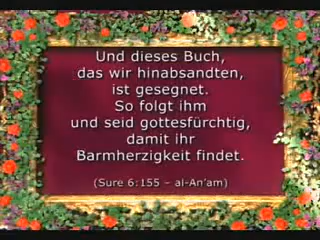 Und dieses Buch,
das wir hinabsandten,
ist gesegnet.
So folgt ihm
und seid gottesfürchtig,
damit ihr
Barmherzigkeit findet.
(Sure 6:155 – al-An'am)